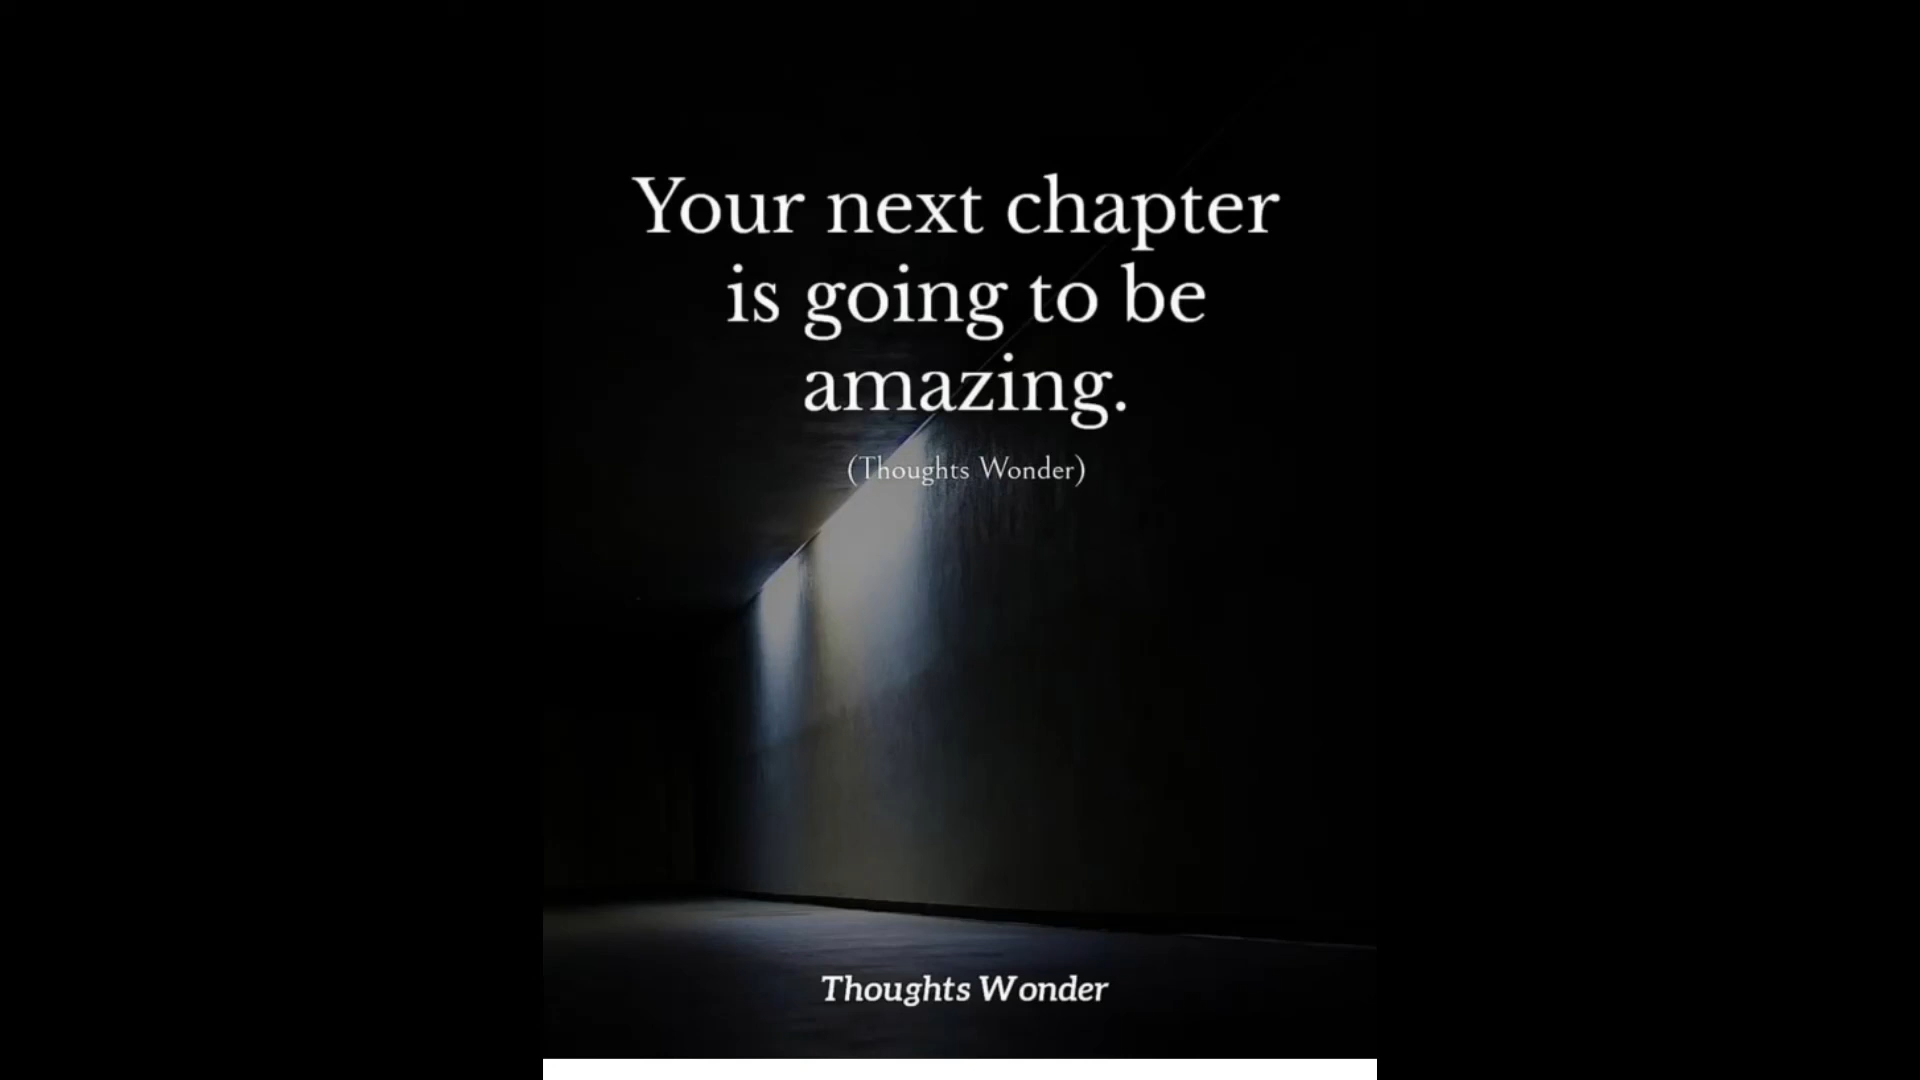 Your next chapter
is going to be
amazing.
(Thoughts Wonder)
Thoughts Wonder